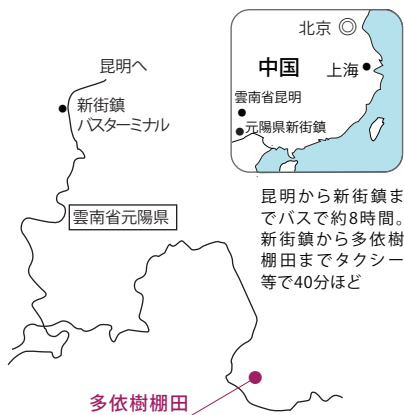 昆明へ
新街鎮
バスターミナル
雲南省元陽県
多依樹棚田
北京
中国
上海
雲南省昆明
元陽県新街鎮
昆明から新街鎮ま
でバスで約8時間。
新街鎮から多依樹
棚田までタクシー
等で40分ほど